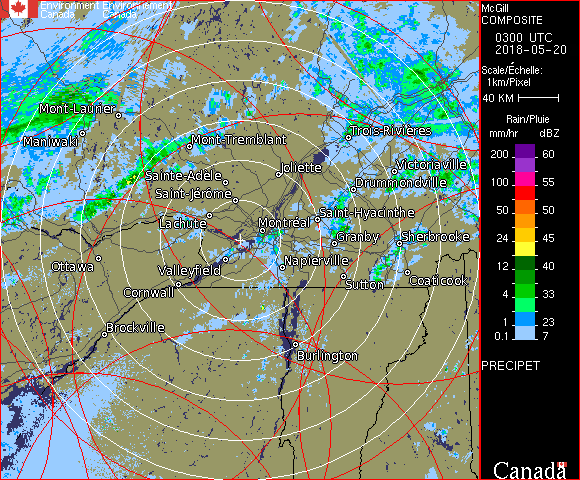 Environment Environnement
Canada Canada
Mont-Laurier
Maniwaki
Mont-Tremblant
Trois-Rivières
Sainte-Adèle
Joliette
Victoriaville
Saint-Jérôme
Drummondville
Lachute
Montréal
Saint-Hyacinthe
Granby
Sherbrooke
Ottawa
Valleyfield
Napierville
Cornwall
Sutton
Coaticook
Brockville
Burlington
McGill
COMPOSITE
0300 UTC
2018-05-20
Scale/Échelle:
1km/Pixel
40 KM
Rain/Pluie
mm/hr dBZ
200 60
100 55
50 50
24 45
12 40
4 33
1 23
0.1 7
PRECIPET
Canada